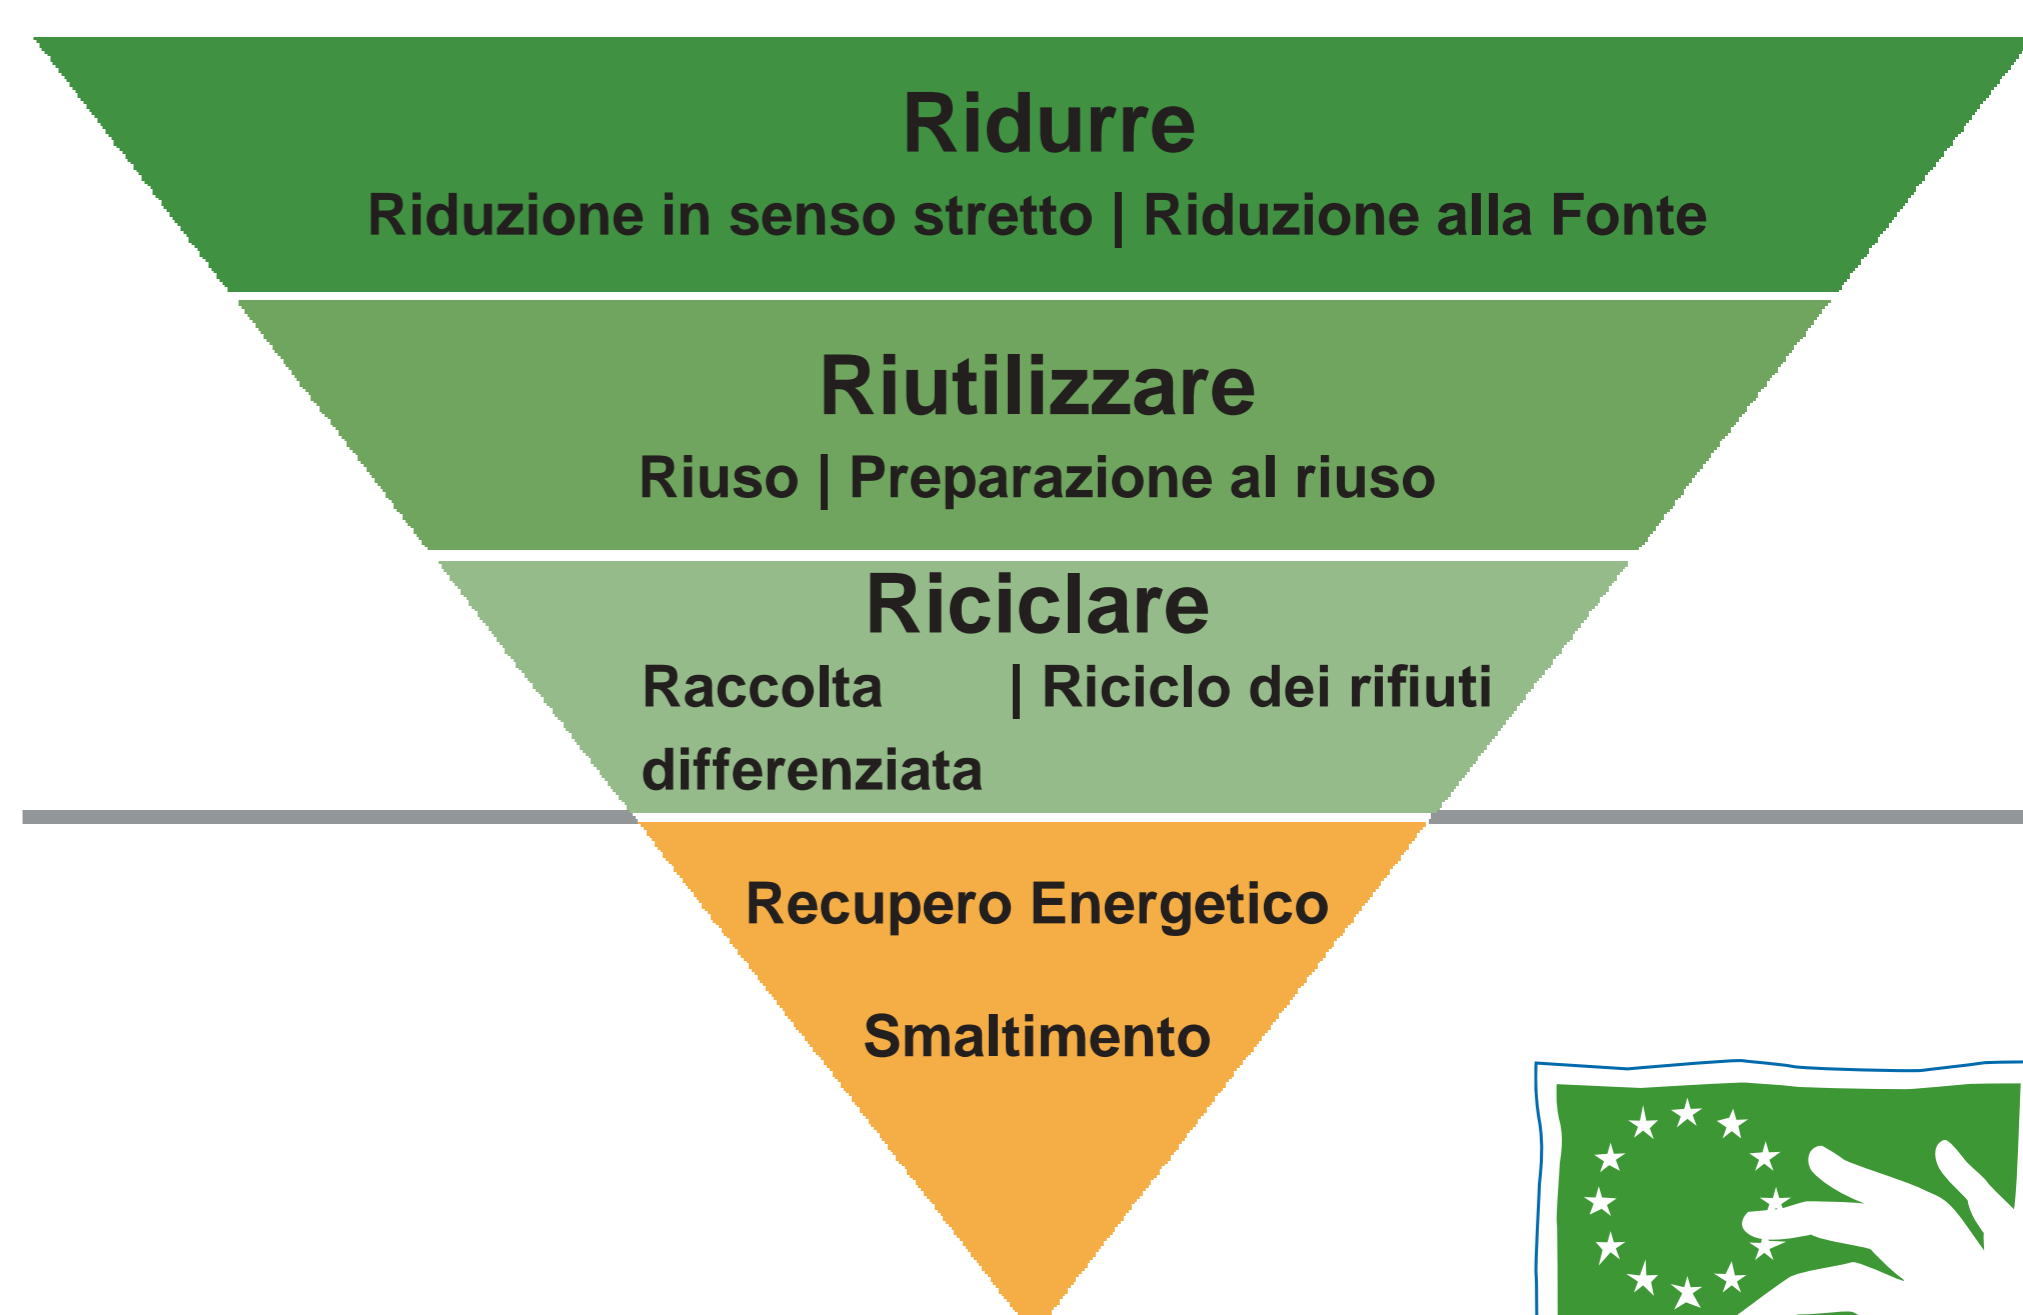 Ridurre
Riduzione in senso stretto | Riduzione alla Fonte
Riutilizzare
Riuso | Preparazione al riuso
Riciclare
Raccolta | Riciclo dei rifiuti
differenziata
Recupero Energetico
Smaltimento